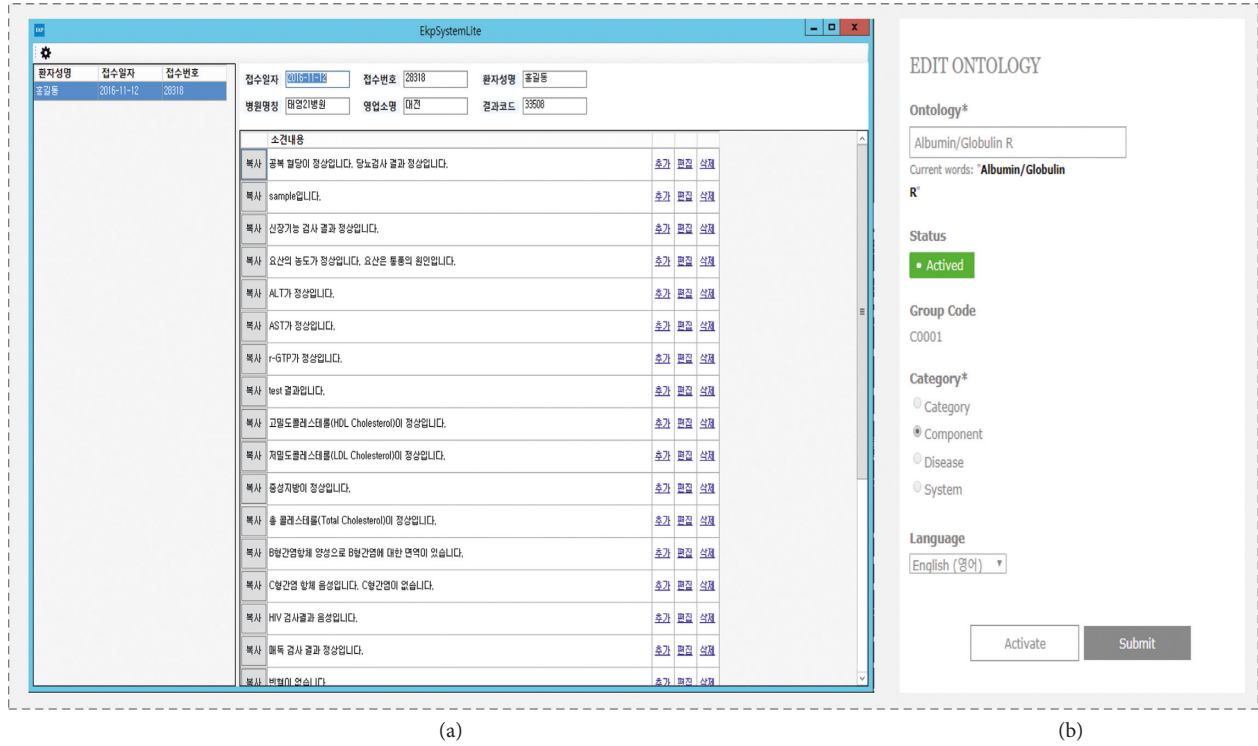 EKP
EkpSystemLite
환자성명 접수일자 접수번호
홍길동 2016-11-12 28318
접수일자 2016-11-12 접수번호 28318 환자성명 홍길동
병원명칭 태영21병원 영업소명 대전 결과코드 33508
소견내용
복사 공복 혈당이 정상입니다. 당뇨검사 결과 정상입니다. 추가 편집 삭제
복사 sample입니다. 추가 편집 삭제
복사 신장기능 검사 결과 정상입니다. 추가 편집 삭제
복사 요산의 농도가 정상입니다. 요산은 통풍의 원인입니다. 추가 편집 삭제
복사 ALT가 정상입니다. 추가 편집 삭제
복사 AST가 정상입니다. 추가 편집 삭제
복사 r-GTP가 정상입니다. 추가 편집 삭제
복사 test 결과입니다. 추가 편집 삭제
복사 고밀도콜레스테롤(HDL Cholesterol)이 정상입니다. 추가 편집 삭제
복사 저밀도콜레스테롤(LDL Cholesterol)이 정상입니다. 추가 편집 삭제
복사 중성지방이 정상입니다. 추가 편집 삭제
복사 총 콜레스테롤(Total Cholesterol)이 정상입니다. 추가 편집 삭제
복사 B형간염항체 양성으로 B형간염에 대한 면역이 있습니다. 추가 편집 삭제
복사 C형간염 항체 음성입니다. C형간염이 없습니다. 추가 편집 삭제
복사 HIV 검사결과 음성입니다. 추가 편집 삭제
복사 매독 검사 결과 정상입니다. 추가 편집 삭제
복사 빈혈이 없습니다 추가 편집 삭제
(a)
EDIT ONTOLOGY
Ontology*
Albumin/Globulin R
Current words: "Albumin/Globulin
R"
Status
• Actived
Group Code
C0001
Category*
Category
Component
Disease
System
Language
English (영어)
Activate Submit
(b)